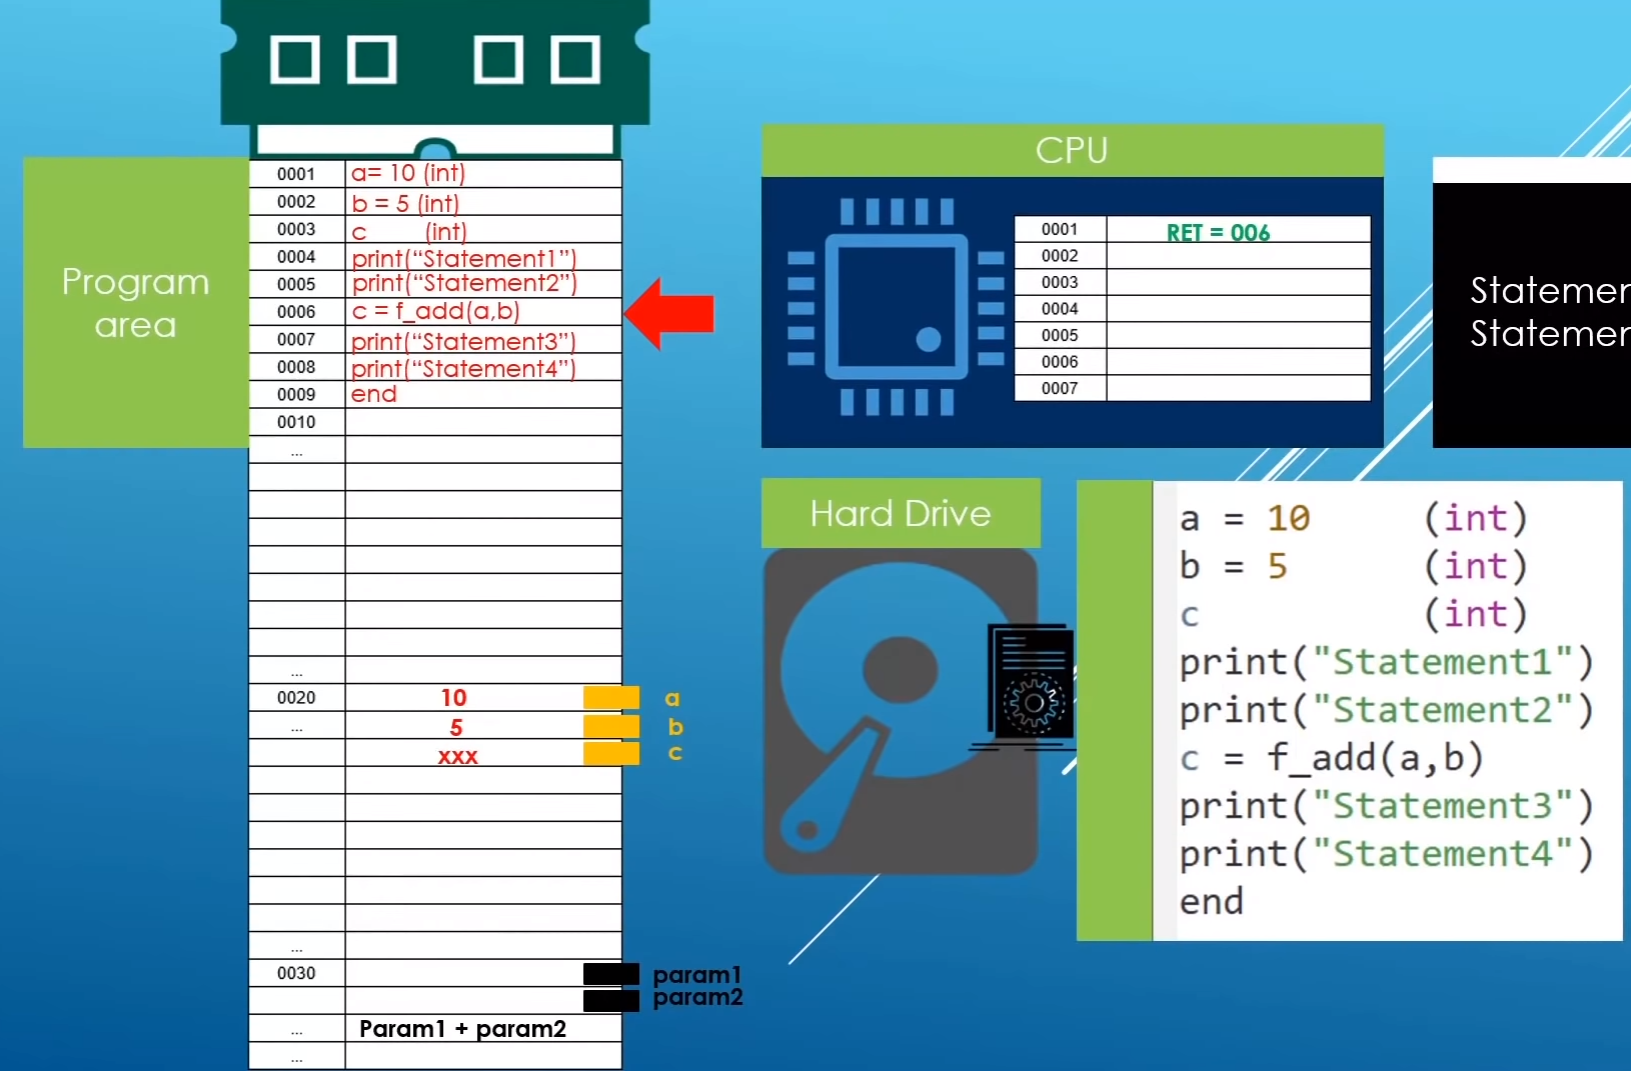 Program
area
0001 a= 10 (int)
0002 b = 5 (int)
0003 c (int)
0004 print(“Statement1”)
0005 print(“Statement2”)
0006 c = f_add(a,b)
0007 print(“Statement3”)
0008 print(“Statement4”)
0009 end
0010
...
...
0020 10 a
... 5 b
xxx c
...
0030 param1
param2
... Param1 + param2
...
CPU
0001 RET = 006
0002
0003
0004
0005
0006
0007
Statemen
Statemen
Hard Drive
a = 10 (int)
b = 5 (int)
c (int)
print("Statement1")
print("Statement2")
c = f_add(a,b)
print("Statement3")
print("Statement4")
end